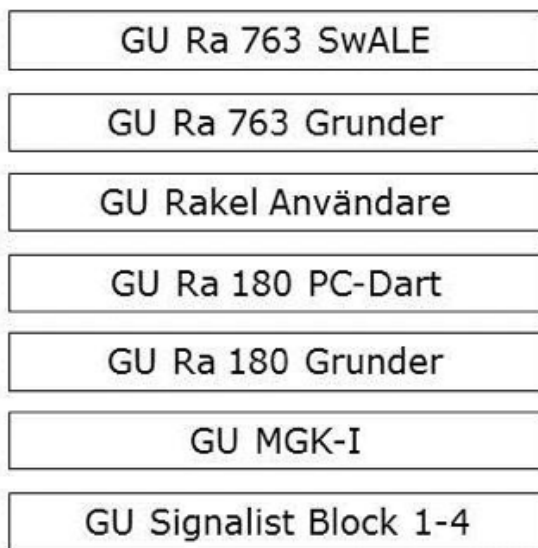 GU Ra 763 SwALE
GU Ra 763 Grunder
GU Rakel Användare
GU Ra 180 PC-Dart
GU Ra 180 Grunder
GU MGK-I
GU Signalist Block 1-4